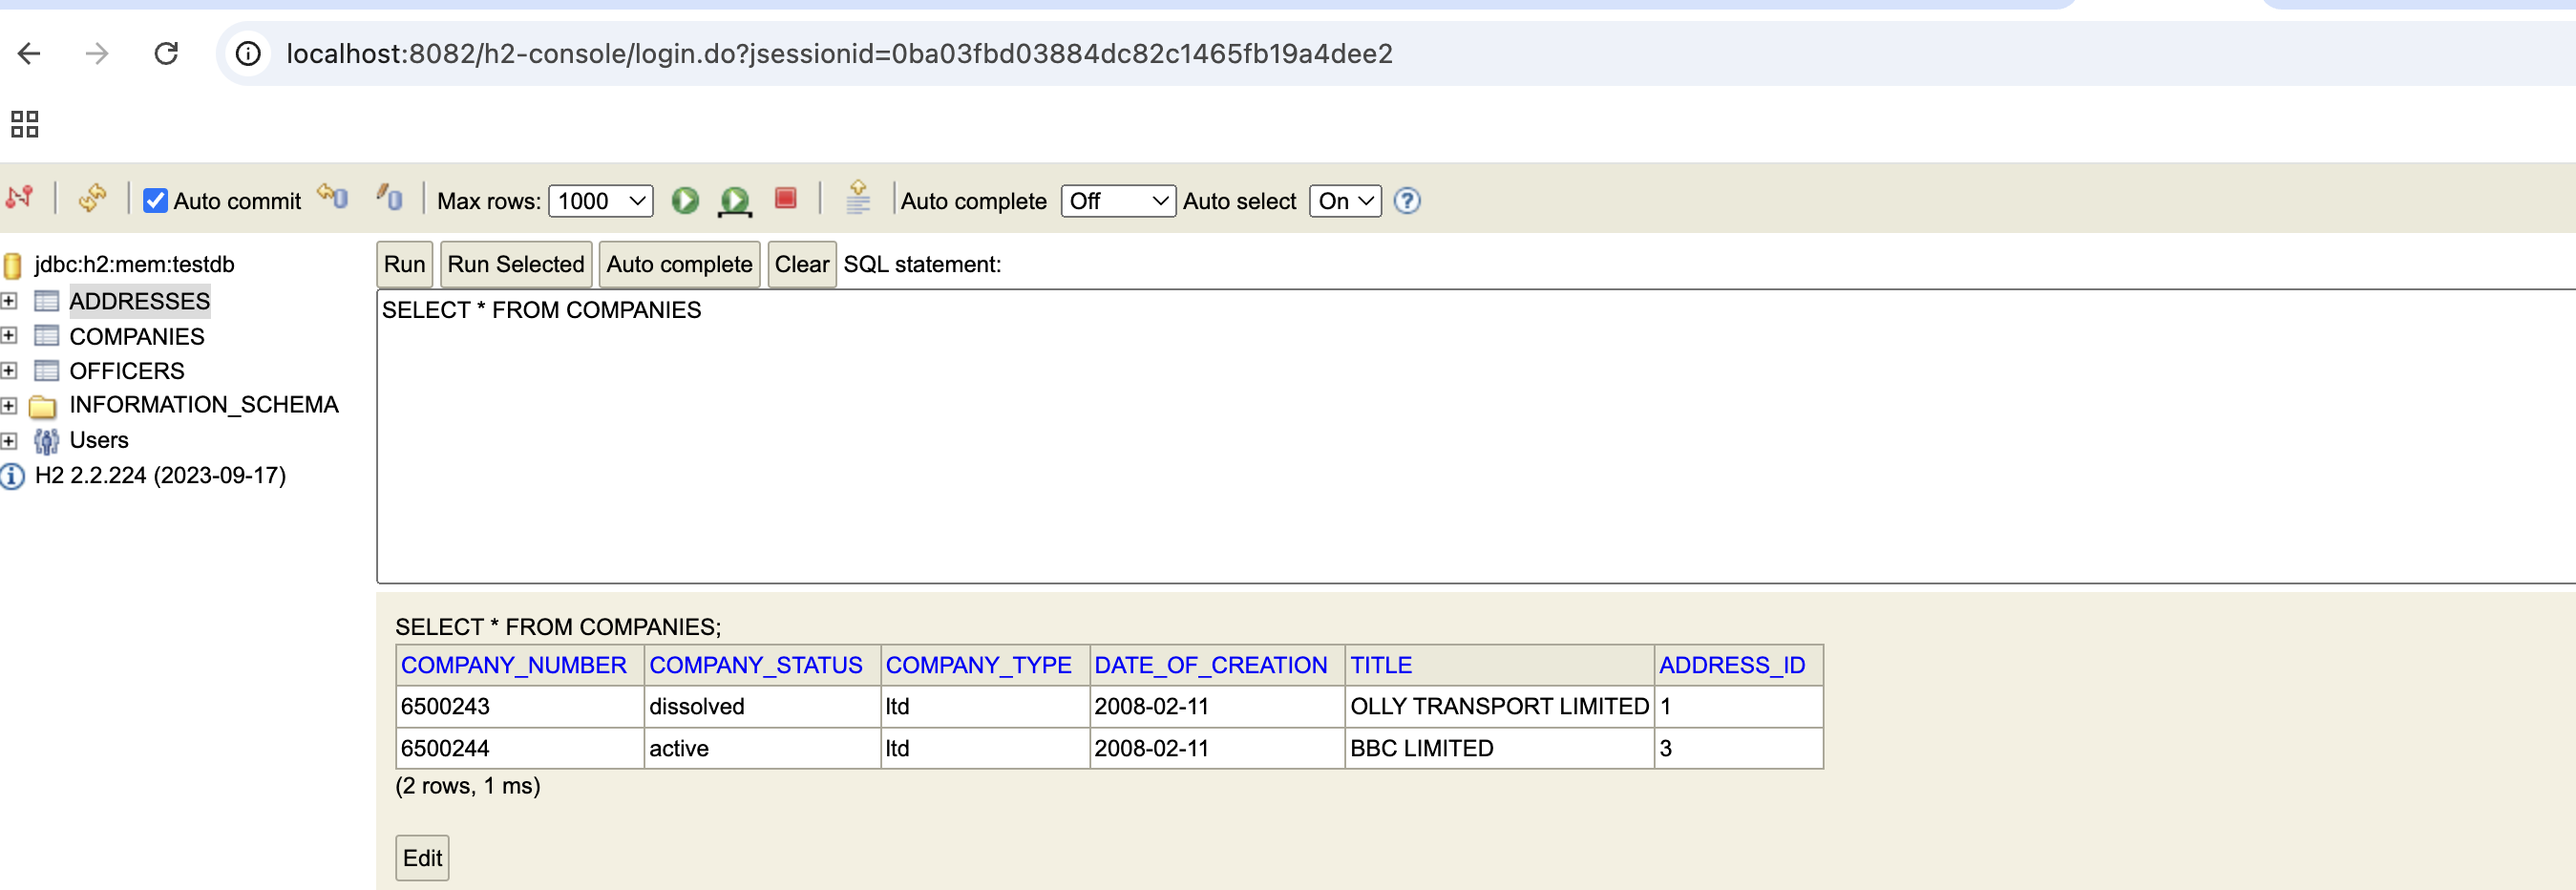 localhost:8082/h2-console/login.do?jsessionid=0ba03fbd03884dc82c1465fb19a4dee2
Auto commit Max rows: 1000 Auto complete Off Auto select On ?
jdbc:h2:mem:testdb
ADDRESSES
COMPANIES
OFFICERS
INFORMATION_SCHEMA
Users
H2 2.2.224 (2023-09-17)
Run Run Selected Auto complete Clear SQL statement:
SELECT * FROM COMPANIES
SELECT * FROM COMPANIES;
COMPANY_NUMBER COMPANY_STATUS COMPANY_TYPE DATE_OF_CREATION TITLE ADDRESS_ID
6500243 dissolved ltd 2008-02-11 OLLY TRANSPORT LIMITED 1
6500244 active ltd 2008-02-11 BBC LIMITED 3
(2 rows, 1 ms)
Edit